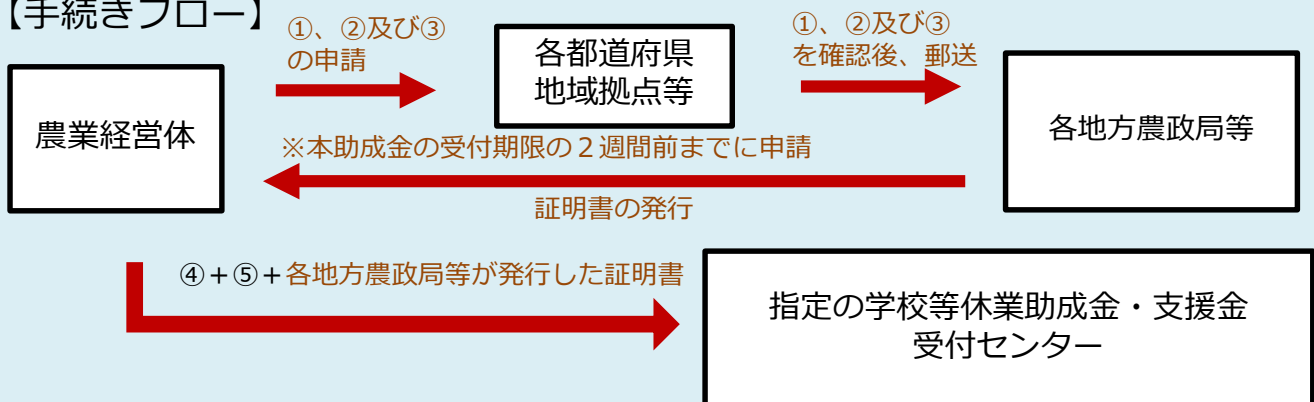 【手続きフロー】
①、②及び③
の申請
各都道府県
地域拠点等
①、②及び③
を確認後、郵送
農業経営体
各地方農政局等
※本助成金の受付期限の２週間前までに申請
証明書の発行
④＋⑤＋各地方農政局等が発行した証明書
指定の学校等休業助成金・支援金
受付センター